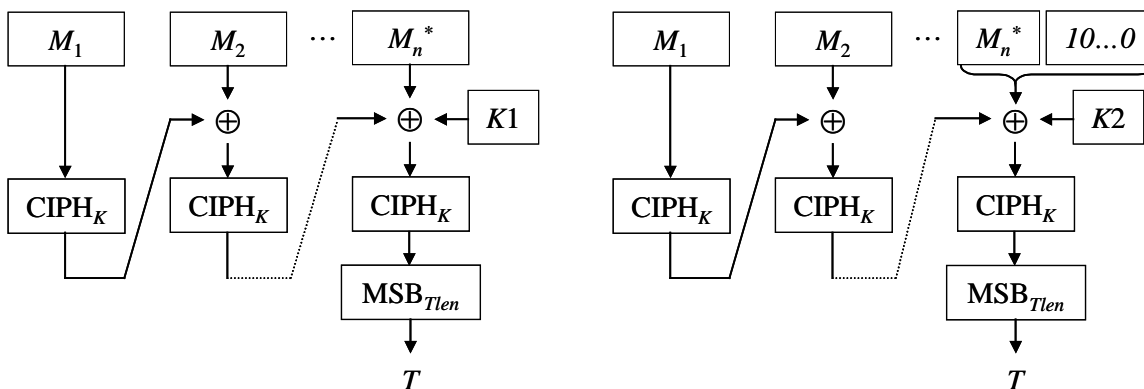 M1 M2 ... Mn* M1 M2 ... Mn* 10...0
⊕ ⊕ K1 ⊕ ⊕ K2
CIPHK CIPHK CIPHK CIPHK CIPHK CIPHK
MSBTlen MSBTlen
T T